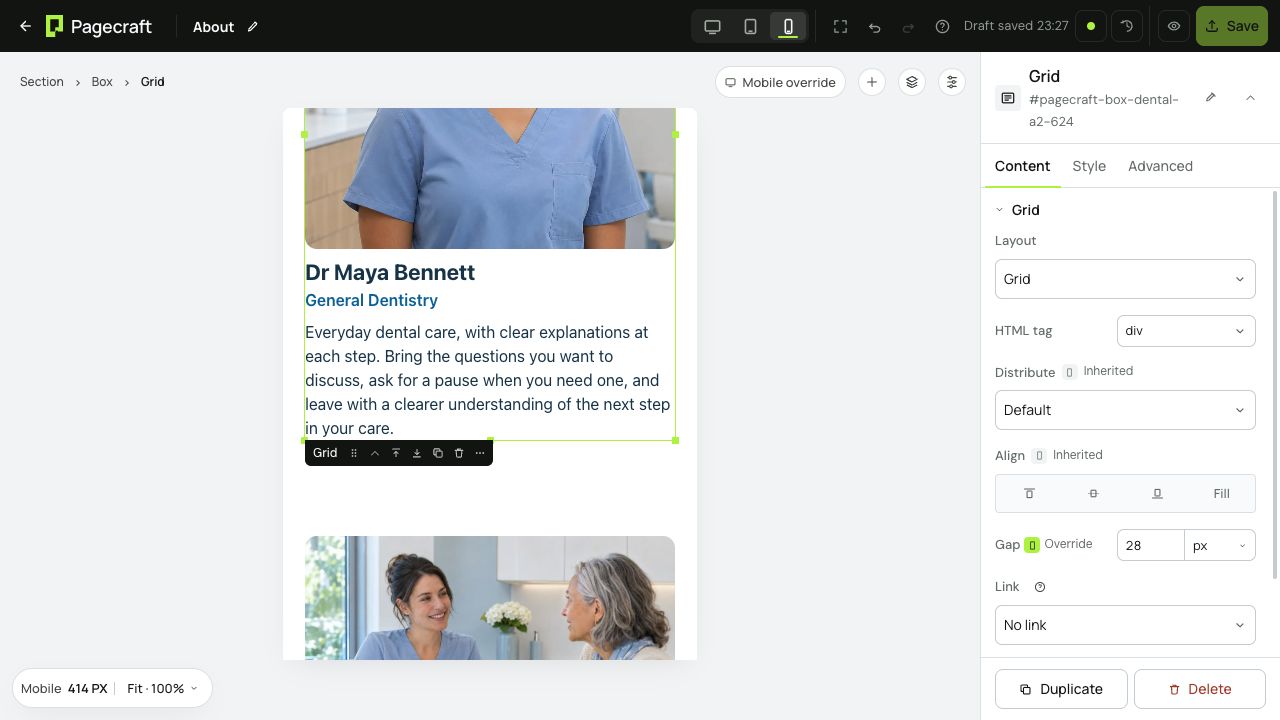 Pagecraft
About
Draft saved 23:27
Save
Section > Box > Grid
Mobile override
Grid
#pagecraft-box-dental-
a2-624
Content Style Advanced
Grid
Layout
Grid
HTML tag
div
Distribute Inherited
Default
Align Inherited
Fill
Gap Override
28 px
Link
No link
Duplicate
Delete
Dr Maya Bennett
General Dentistry
Everyday dental care, with clear explanations at
each step. Bring the questions you want to
discuss, ask for a pause when you need one, and
leave with a clearer understanding of the next step
in your care.
Grid
Mobile 414 PX
Fit · 100%